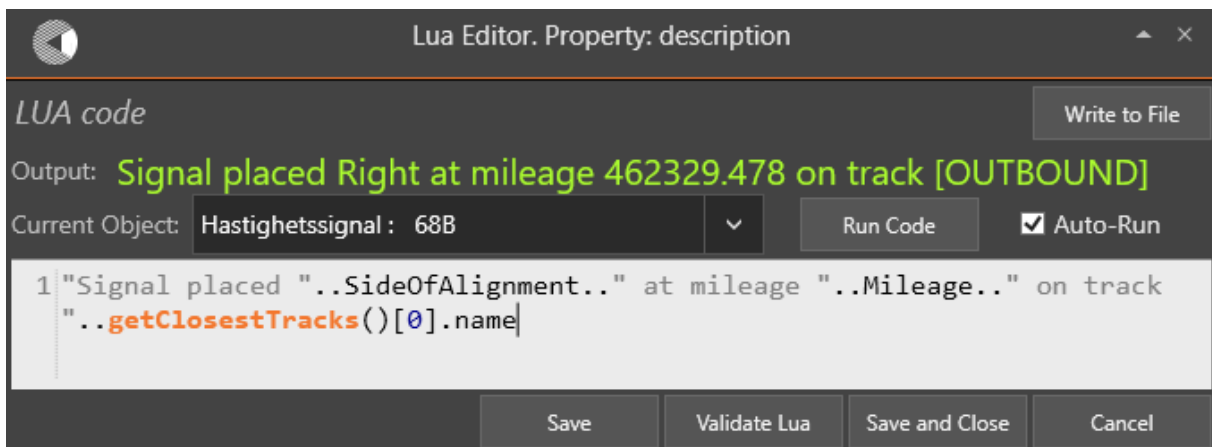 Lua Editor. Property: description
LUA code
Write to File
Output: Signal placed Right at mileage 462329.478 on track [OUTBOUND]
Current Object: Hastighetssignal : 68B Run Code Auto-Run
1 "Signal placed "..SideOfAlignment.." at mileage "..Mileage.." on track
"..getClosestTracks()[0].name
Save Validate Lua Save and Close Cancel